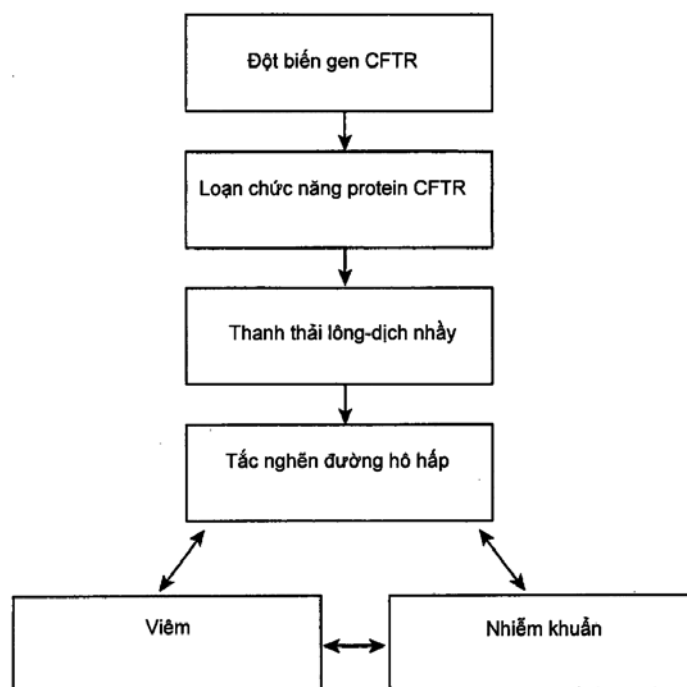 Đột biến gen CFTR
Loạn chức năng protein CFTR
Thanh thải lông-dịch nhầy
Tắc nghẽn đường hô hấp
Viêm
Nhiễm khuẩn